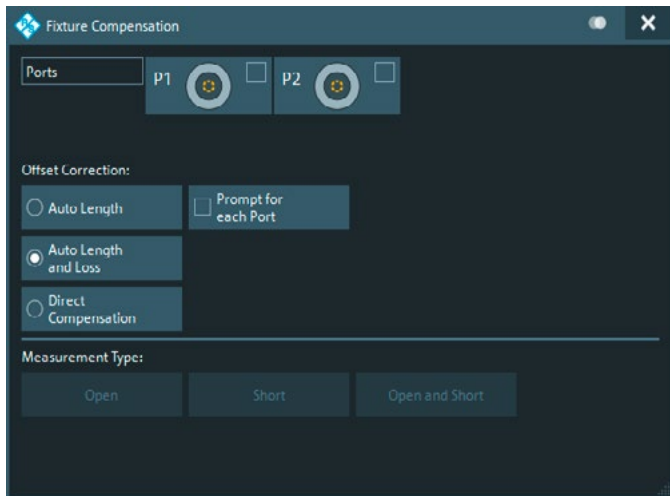 Fixture Compensation
Ports
P1
P2
Offset Correction:
Auto Length
Prompt for
each Port
Auto Length
and Loss
Direct
Compensation
Measurement Type:
Open
Short
Open and Short